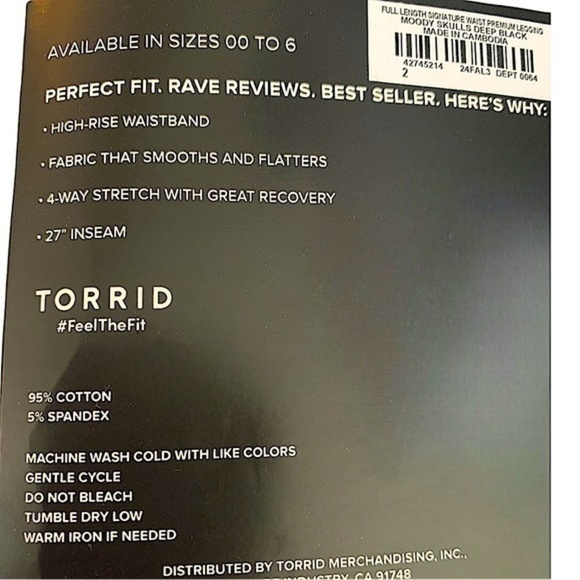 FULL LENGTH SIGNATURE WAIST PREMIUM LEGGING
MOODY SKULLS DEEP BLACK
MADE IN CAMBODIA
42745214 24FAL3 DEPT 0064
2
AVAILABLE IN SIZES 00 TO 6
PERFECT FIT. RAVE REVIEWS. BEST SELLER. HERE'S WHY:
• HIGH-RISE WAISTBAND
• FABRIC THAT SMOOTHS AND FLATTERS
• 4-WAY STRETCH WITH GREAT RECOVERY
• 27" INSEAM
TORRID
#FeelTheFit
95% COTTON
5% SPANDEX
MACHINE WASH COLD WITH LIKE COLORS
GENTLE CYCLE
DO NOT BLEACH
TUMBLE DRY LOW
WARM IRON IF NEEDED
DISTRIBUTED BY TORRID MERCHANDISING, INC.,
INDUSTRY, CA 91748